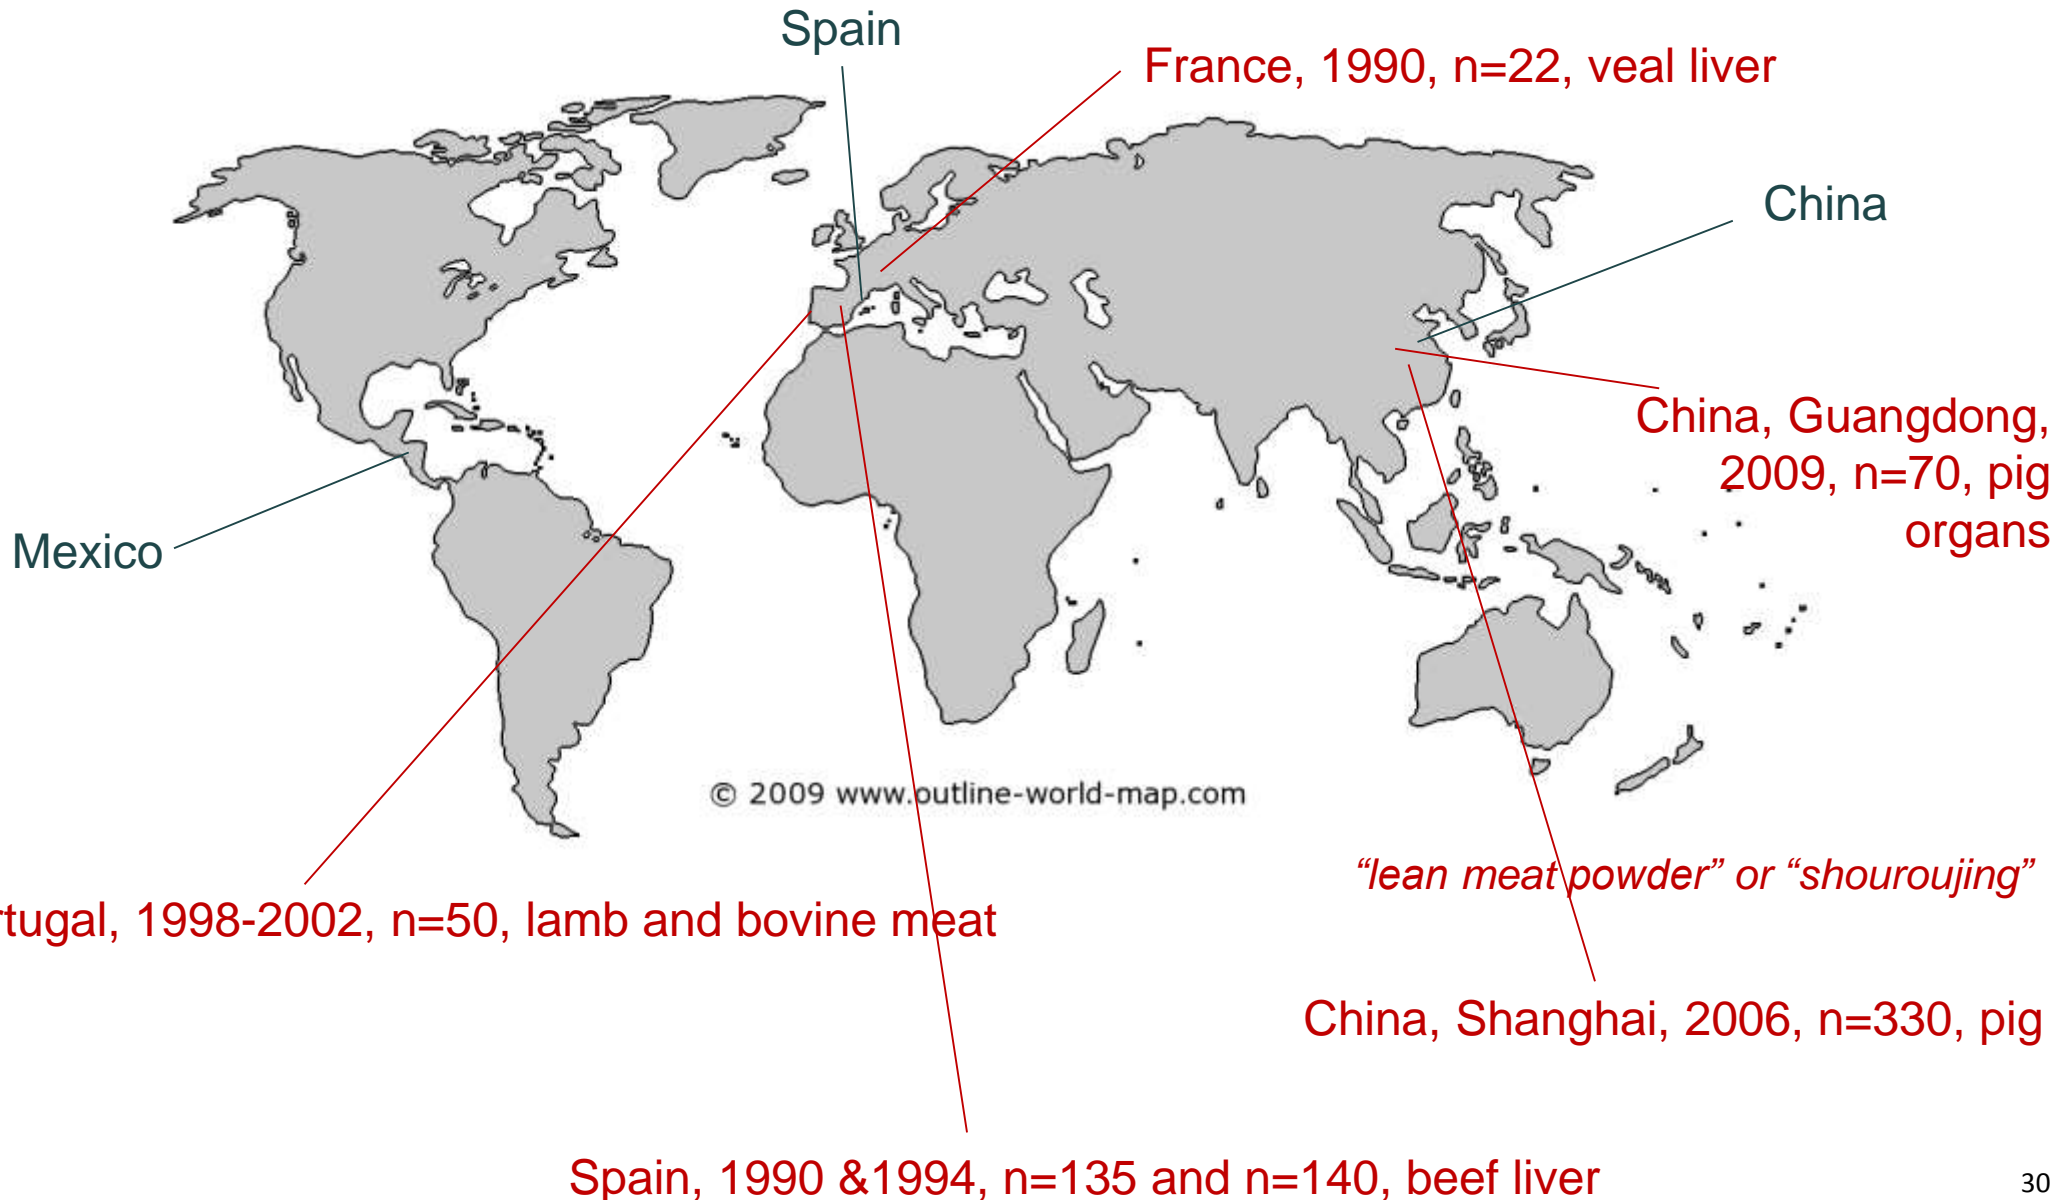 Spain
France, 1990, n=22, veal liver
China
China, Guangdong,
2009, n=70, pig
organs
Mexico
© 2009 www.outline-world-map.com
“lean meat powder” or “shouroujing”
tugal, 1998-2002, n=50, lamb and bovine meat
China, Shanghai, 2006, n=330, pig
Spain, 1990 &1994, n=135 and n=140, beef liver
30